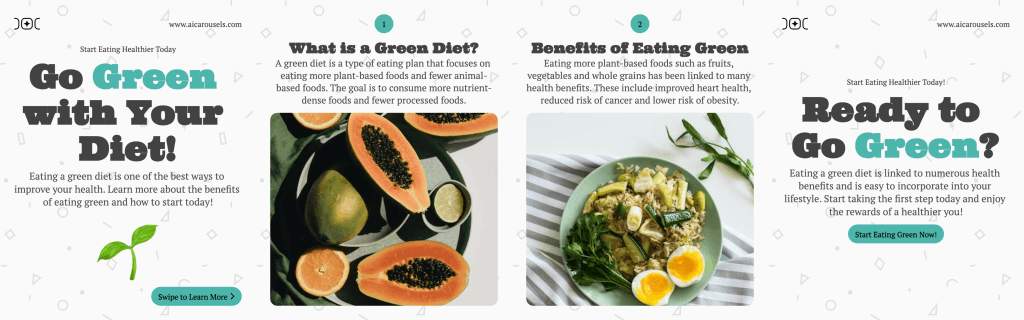 www.aicarousels.com
Start Eating Healthier Today
Go Green
with Your
Diet!
Eating a green diet is one of the best ways to
improve your health. Learn more about the benefits
of eating green and how to start today!
Swipe to Learn More
1
What is a Green Diet?
A green diet is a type of eating plan that focuses on
eating more plant-based foods and fewer animal-
based foods. The goal is to consume more nutrient-
dense foods and fewer processed foods.
2
Benefits of Eating Green
Eating more plant-based foods such as fruits,
vegetables and whole grains has been linked to many
health benefits. These include improved heart health,
reduced risk of cancer and lower risk of obesity.
www.aicarousels.com
Start Eating Healthier Today!
Ready to
Go Green?
Eating a green diet is linked to numerous health
benefits and is easy to incorporate into your
lifestyle. Start taking the first step today and enjoy
the rewards of a healthier you!
Start Eating Green Now!